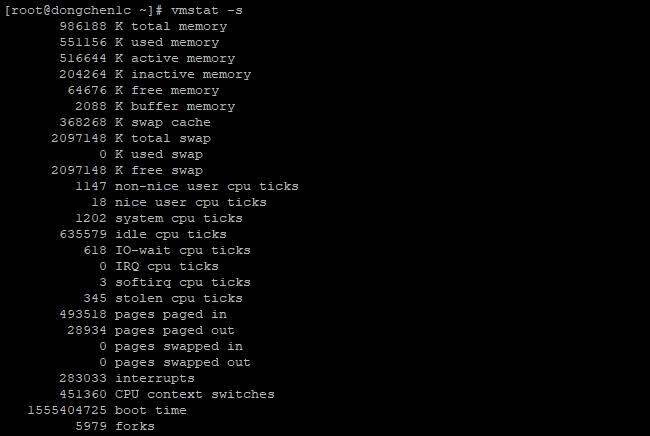 [root@dongchen1c ~]# vmstat -s
986188 K total memory
551156 K used memory
516644 K active memory
204264 K inactive memory
64676 K free memory
2088 K buffer memory
368268 K swap cache
2097148 K total swap
0 K used swap
2097148 K free swap
1147 non-nice user cpu ticks
18 nice user cpu ticks
1202 system cpu ticks
635579 idle cpu ticks
618 IO-wait cpu ticks
0 IRQ cpu ticks
3 softirq cpu ticks
345 stolen cpu ticks
493518 pages paged in
28934 pages paged out
0 pages swapped in
0 pages swapped out
283033 interrupts
451360 CPU context switches
1555404725 boot time
5979 forks